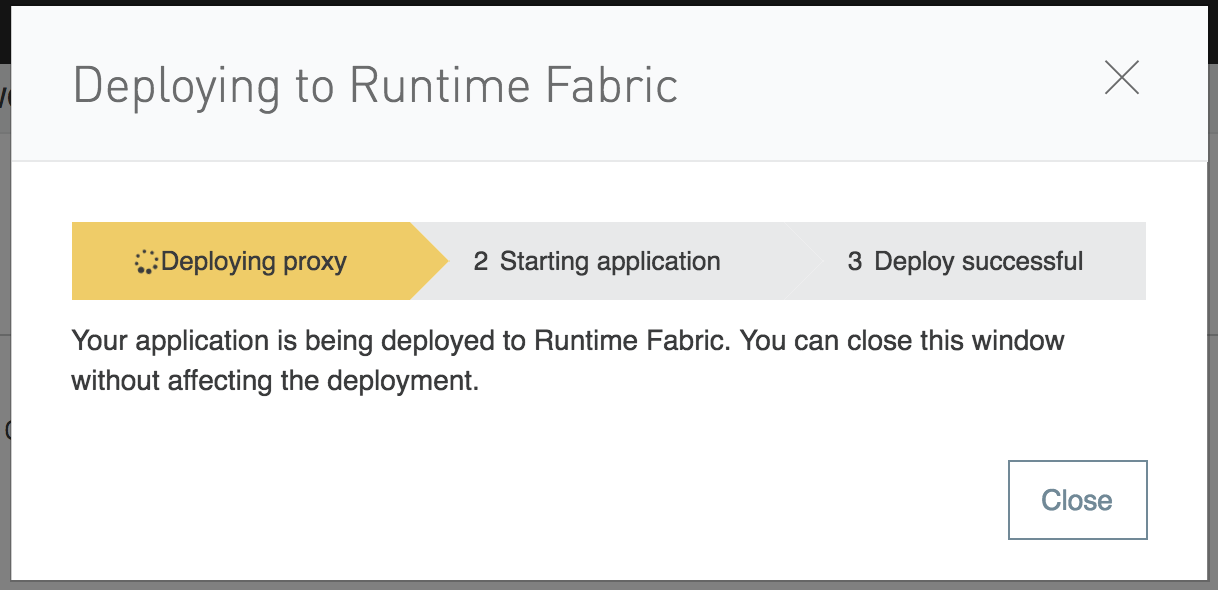 Deploying to Runtime Fabric
Deploying proxy
2 Starting application
3 Deploy successful
Your application is being deployed to Runtime Fabric. You can close this window
without affecting the deployment.
Close